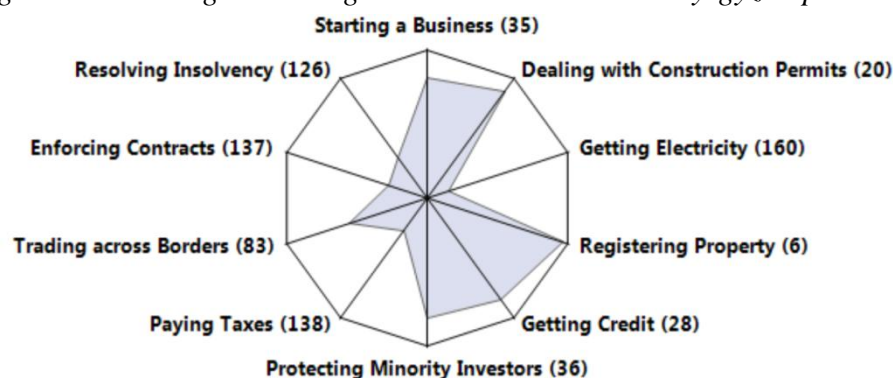 Starting a Business (35)
Resolving Insolvency (126)
Dealing with Construction Permits (20)
Enforcing Contracts (137)
Getting Electricity (160)
Trading across Borders (83)
Registering Property (6)
Paying Taxes (138)
Getting Credit (28)
Protecting Minority Investors (36)